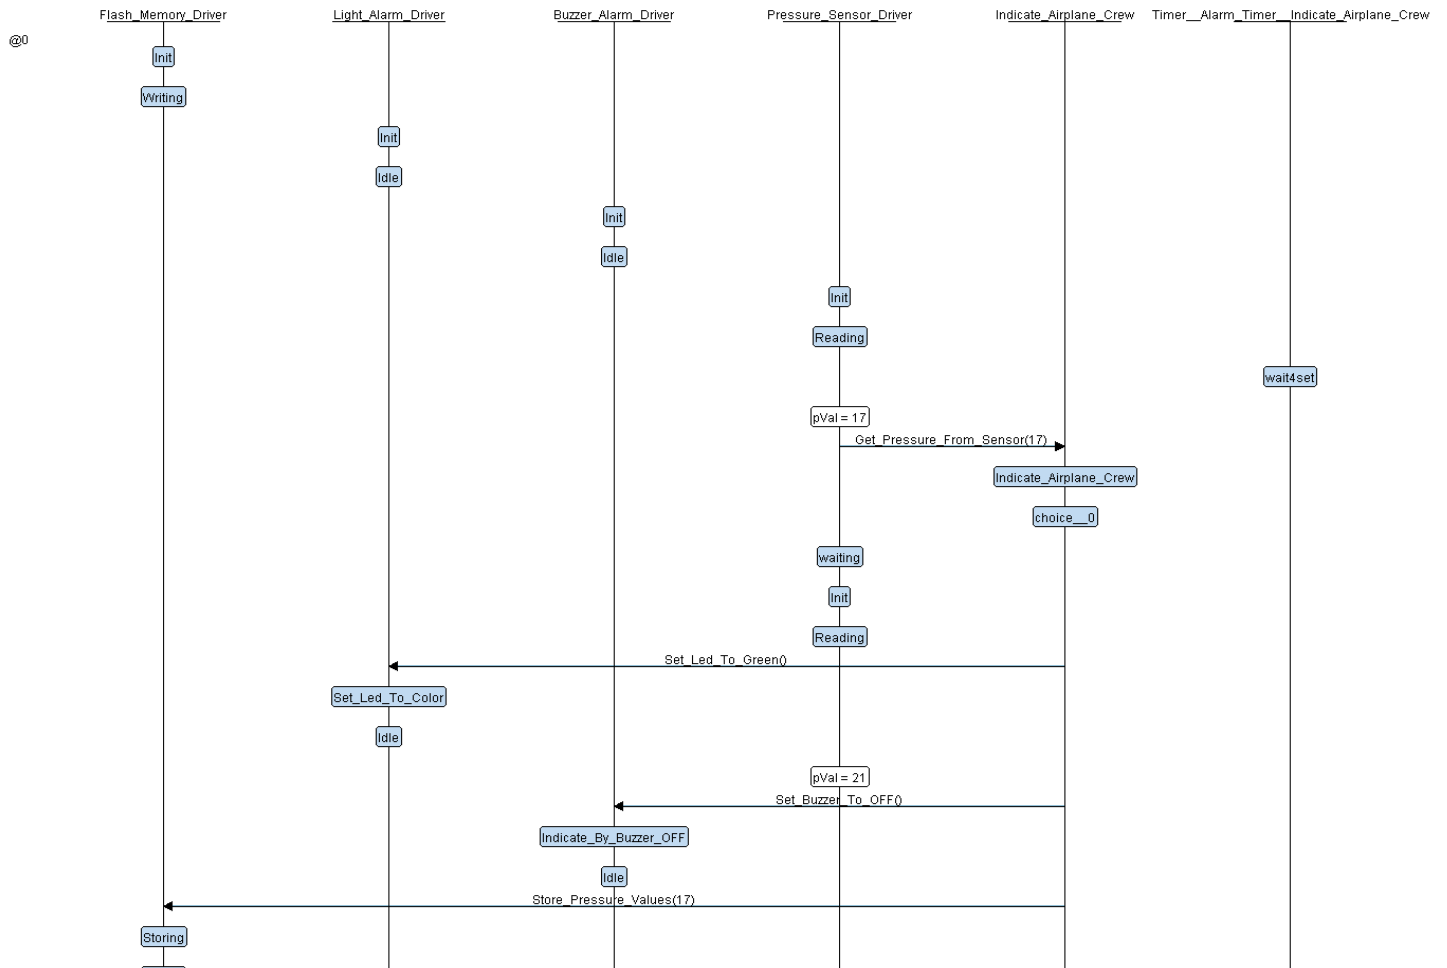 Flash_Memory_Driver
Light_Alarm_Driver
Buzzer_Alarm_Driver
Pressure_Sensor_Driver
Indicate_Airplane_Crew
Timer__Alarm_Timer__Indicate_Airplane_Crew
@0
Init
Writing
Init
Idle
Init
Idle
Init
Reading
wait4set
pVal = 17
Get_Pressure_From_Sensor(17)
Indicate_Airplane_Crew
choice__0
waiting
Init
Reading
Set_Led_To_Green()
Set_Led_To_Color
Idle
pVal = 21
Set_Buzzer_To_OFF()
Indicate_By_Buzzer_OFF
Idle
Store_Pressure_Values(17)
Storing